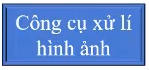 Công cụ xử lí
hình ảnh